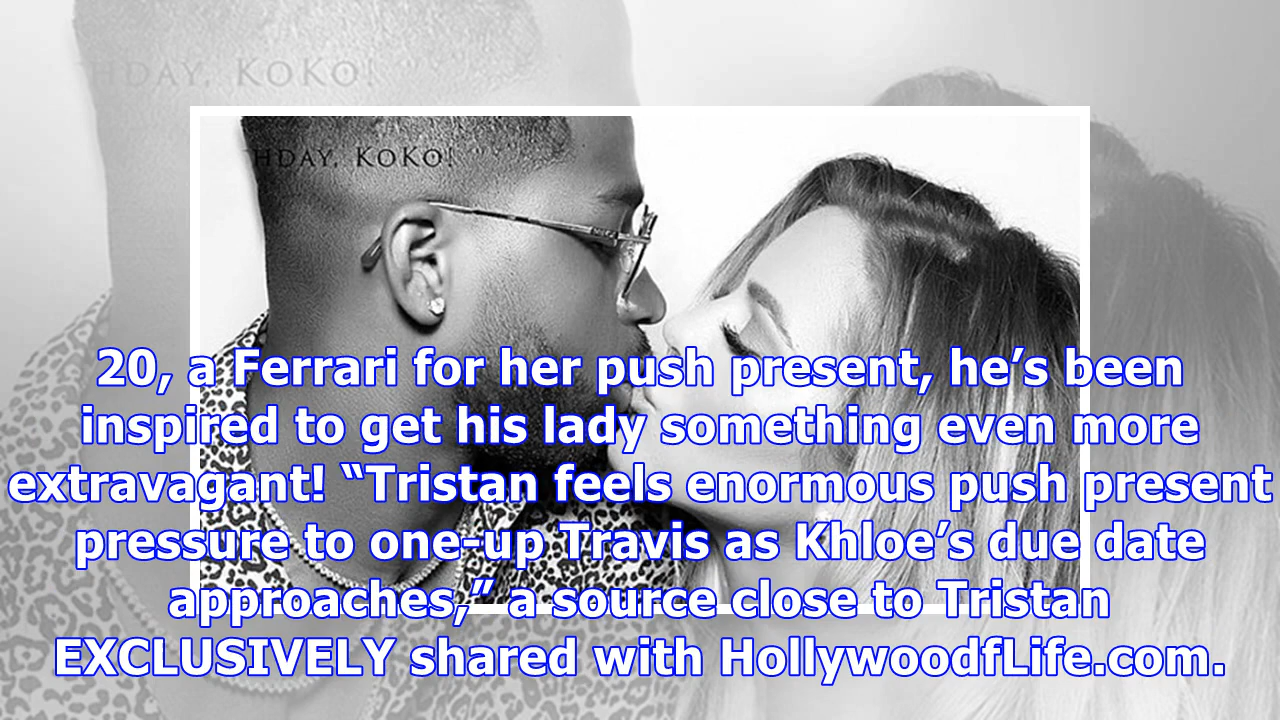 HDAY, KOKO!
HDAY, KOKO!
20, a Ferrari for her push present, he’s been
inspired to get his lady something even more
extravagant! “Tristan feels enormous push present
pressure to one-up Travis as Khloe’s due date
approaches,” a source close to Tristan
EXCLUSIVELY shared with HollywoodfLife.com.